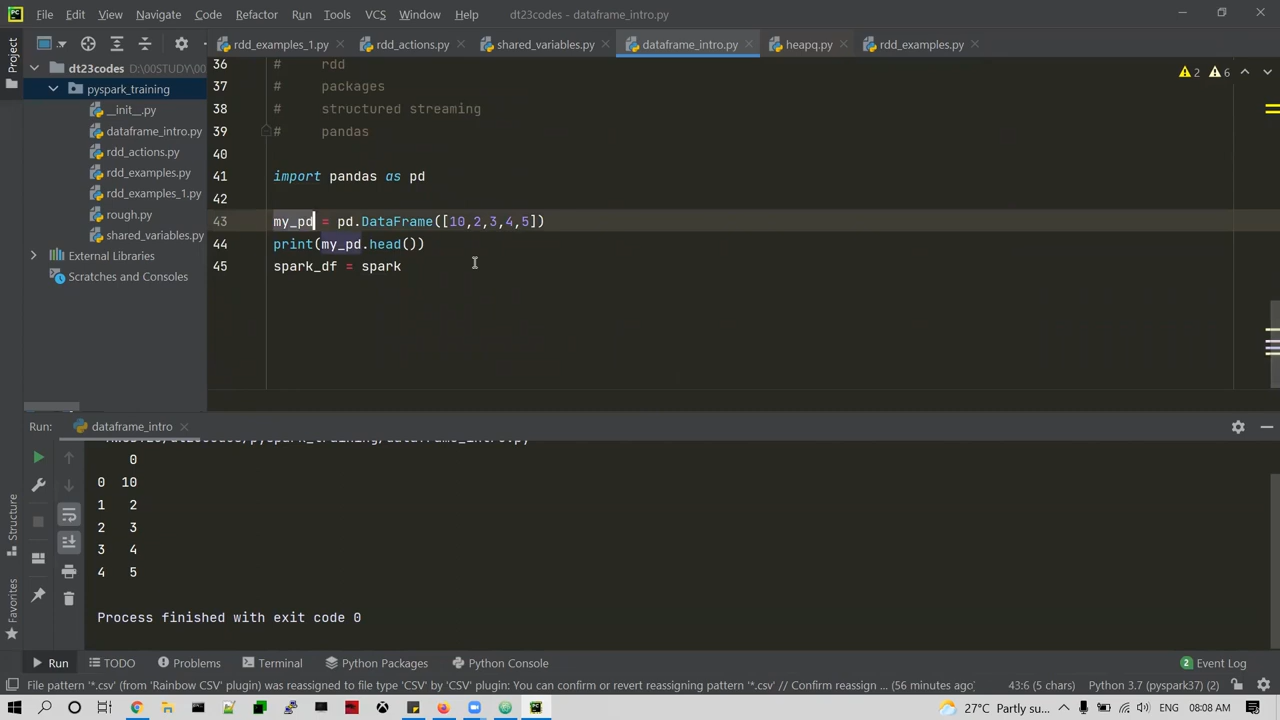 File Edit View Navigate Code Refactor Run Tools VCS Window Help dt23codes - dataframe_intro.py
Project
rdd_examples_1.py rdd_actions.py shared_variables.py dataframe_intro.py heapq.py rdd_examples.py
dt23codes D:\00STUDY\00
pyspark_training
__init__.py
dataframe_intro.py
rdd_actions.py
rdd_examples.py
rdd_examples_1.py
rough.py
shared_variables.py
External Libraries
Scratches and Consoles
2 6
36 # rdd
37 # packages
38 # structured streaming
39 # pandas
40
41 import pandas as pd
42
43 my_pd = pd.DataFrame([10,2,3,4,5])
44 print(my_pd.head())
45 spark_df = spark
Run: dataframe_intro
0
0 10
1 2
2 3
3 4
4 5
Process finished with exit code 0
Structure
Favorites
Run TODO Problems Terminal Python Packages Python Console 2 Event Log
File pattern '*.csv' (from 'Rainbow CSV' plugin) was reassigned to file type 'CSV' by 'CSV' plugin: You can confirm or revert reassigning pattern '*.csv' // Confirm reassign ... (56 minutes ago) 43:6 (5 chars) Python 3.7 (pyspark37) (2)
27°C Partly su... ENG 08:08 AM